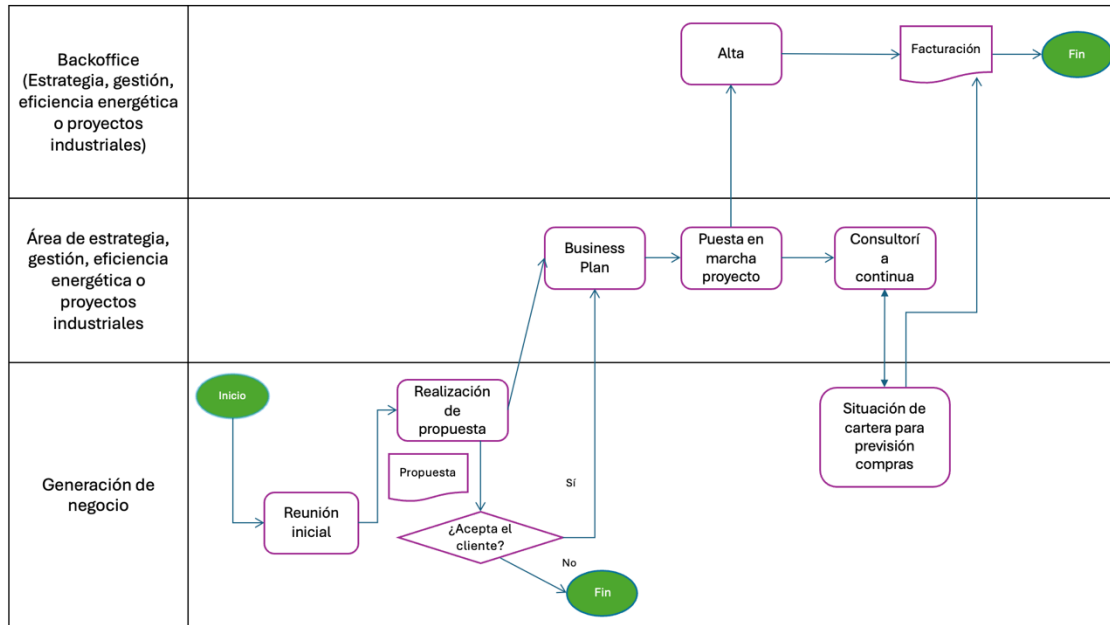 Backoffice
(Estrategia, gestión,
eficiencia energética
o proyectos
industriales)
Alta
Facturación
Fin
Área de estrategia,
gestión, eficiencia
energética o
proyectos
industriales
Business
Plan
Puesta en
marcha
proyecto
Consultorí
a
continua
Generación de
negocio
Inicio
Realización
de
propuesta
Situación de
cartera para
previsión
compras
Propuesta
Sí
Reunión
inicial
¿Acepta el
cliente?
No
Fin